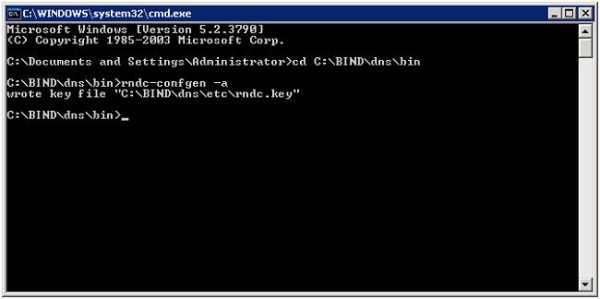 C:\WINDOWS\system32\cmd.exe
Microsoft Windows [Version 5.2.3790]
(C) Copyright 1985-2003 Microsoft Corp.
C:\Documents and Settings\Administrator>cd C:\BIND\dns\bin
C:\BIND\dns\bin>rndc-confgen -a
wrote key file "C:\BIND\dns\etc\rndc.key"
C:\BIND\dns\bin>_